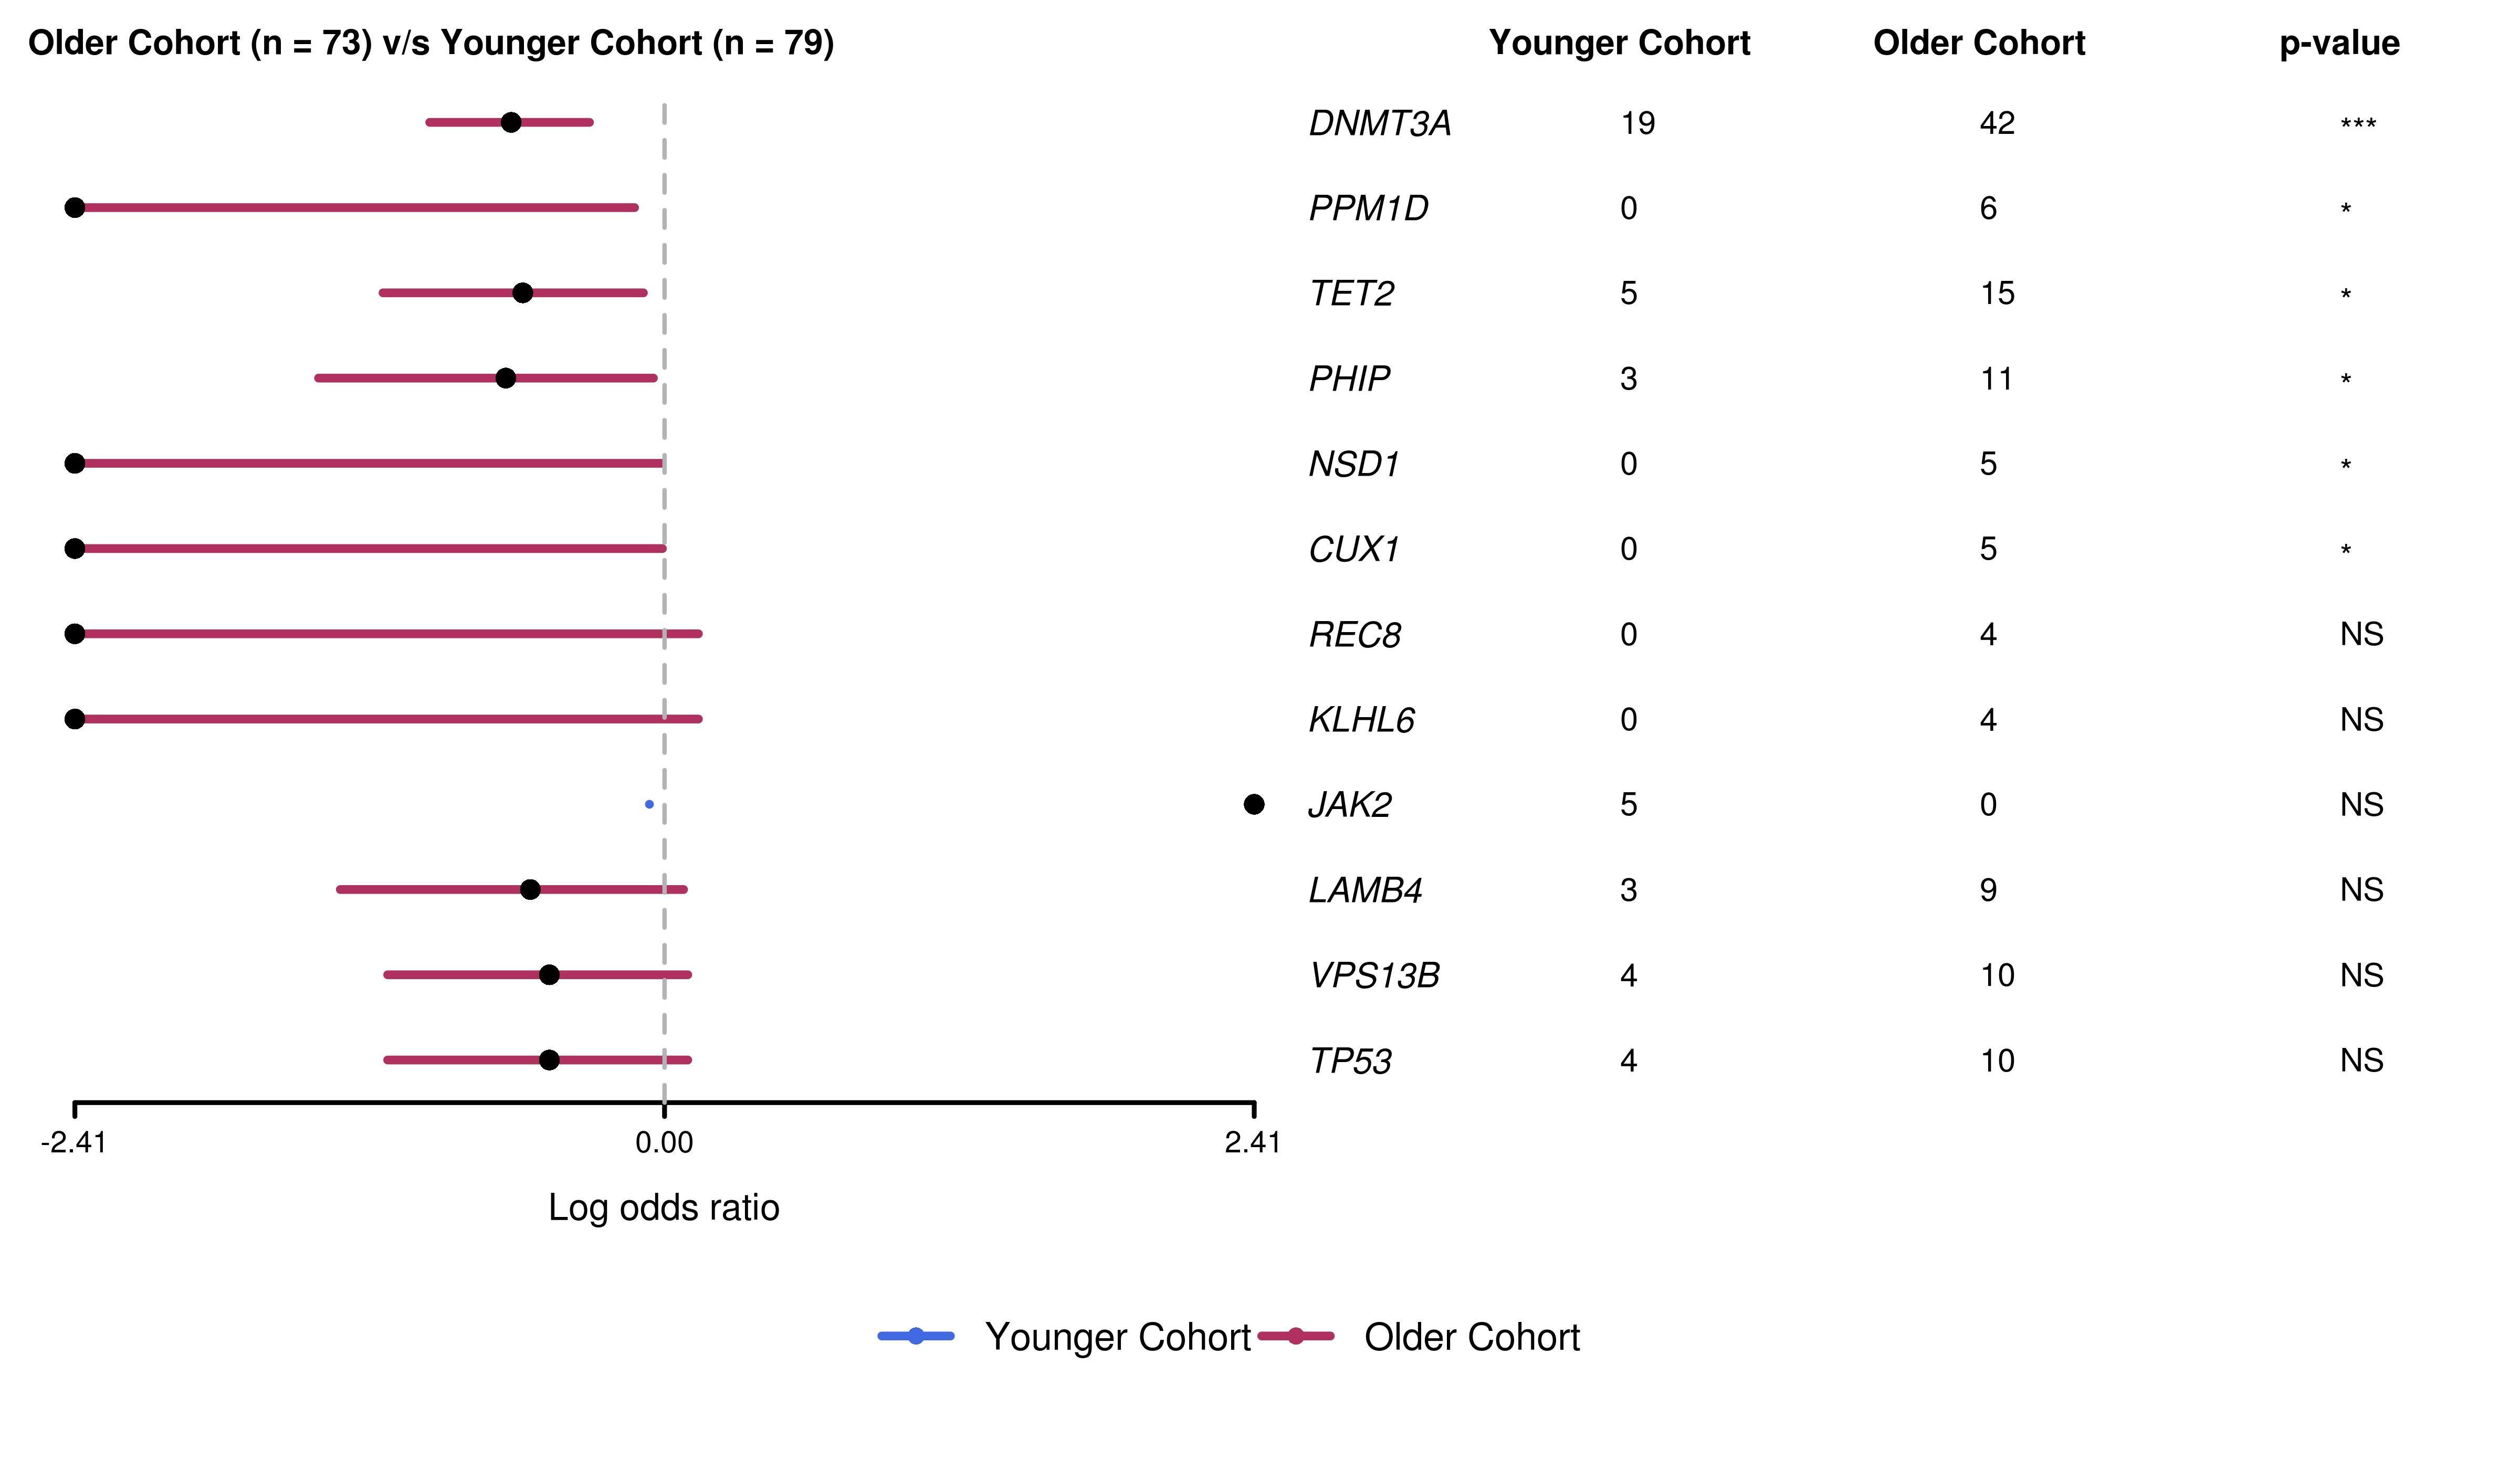 Older Cohort (n = 73) v/s Younger Cohort (n = 79) Younger Cohort Older Cohort p-value
DNMT3A 19 42 ***
PPM1D 0 6 *
TET2 5 15 *
PHIP 3 11 *
NSD1 0 5 *
CUX1 0 5 *
REC8 0 4 NS
KLHL6 0 4 NS
JAK2 5 0 NS
LAMB4 3 9 NS
VPS13B 4 10 NS
TP53 4 10 NS
-2.41 0.00 2.41
Log odds ratio
Younger Cohort Older Cohort